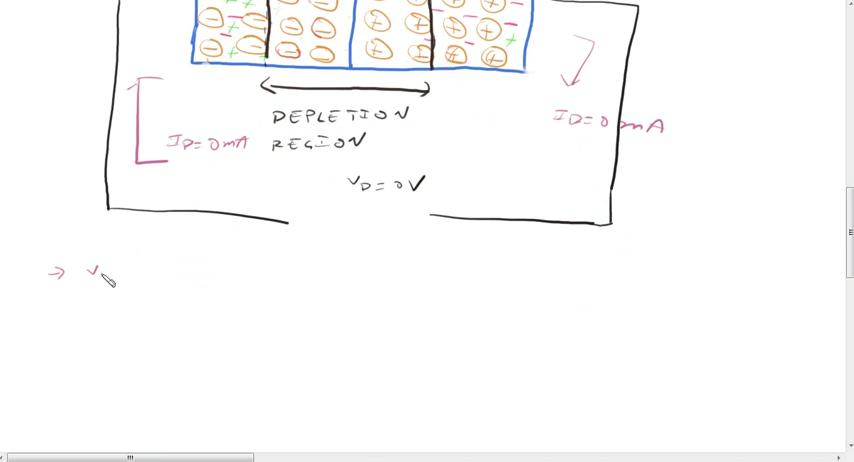 DEPLETION
REGION
ID=0mA
ID=0mA
VD=0V
→ V